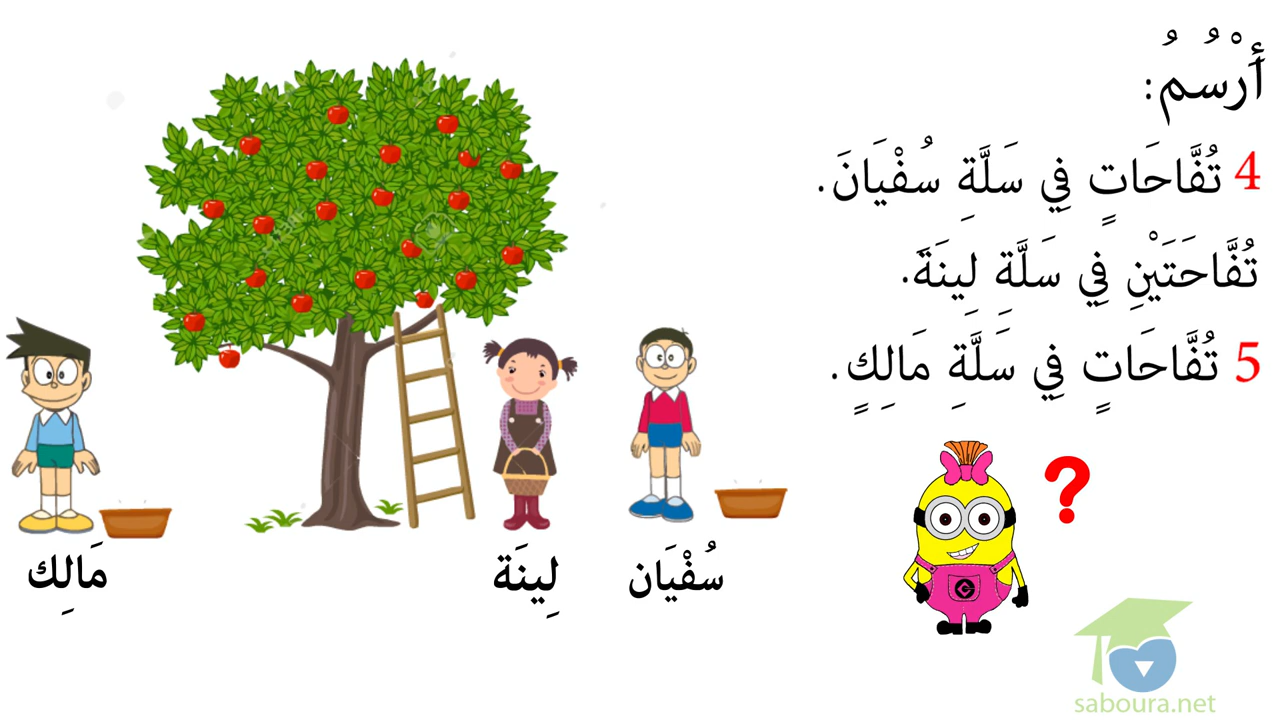 أَرْسُمُ:
4 تُفَّاحَاتٍ فِي سَلَّةِ سُفْيَانَ.
تُفَّاحَتَيْنِ فِي سَلَّةِ لِينَةَ.
5 تُفَّاحَاتٍ فِي سَلَّةِ مَالِكٍ.
?
سُفْيَان
لِينَة
مَالِك
saboura.net